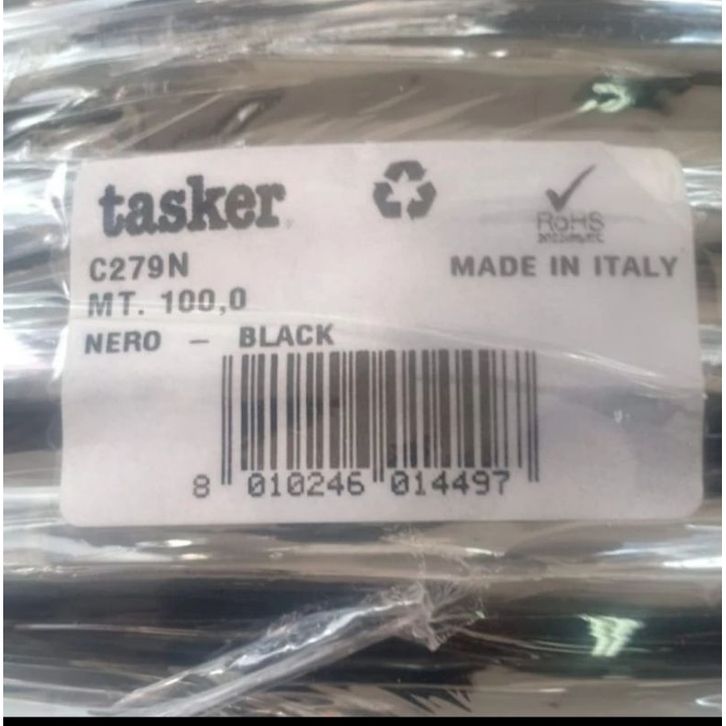 tasker
RoHS
C279N
MADE IN ITALY
MT. 100,0
NERO - BLACK
8 010246 014497